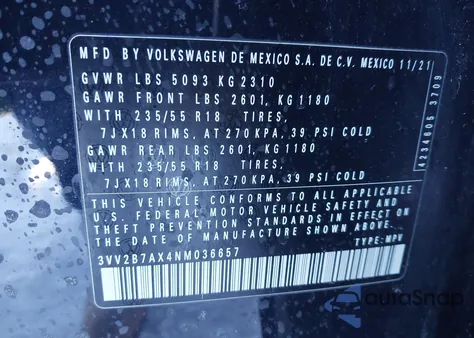 MFD BY VOLKSWAGEN DE MEXICO S.A. DE C.V. MEXICO 11/21
GVWR LBS 5093 KG 2310
GAWR FRONT LBS 2601, KG 1180
WITH 235/55 R18 TIRES,
7JX18 RIMS, AT 270 KPA, 39 PSI COLD
GAWR REAR LBS 2601, KG 1180
WITH 235/55 R18 TIRES,
7JX18 RIMS, AT 270 KPA, 39 PSI COLD
THIS VEHICLE CONFORMS TO ALL APPLICABLE
U.S. FEDERAL MOTOR VEHICLE SAFETY AND
THEFT PREVENTION STANDARDS IN EFFECT ON
THE DATE OF MANUFACTURE SHOWN ABOVE.
3VV2B7AX4NM036657 TYPE: MPV
4234605 3709
autoSnap